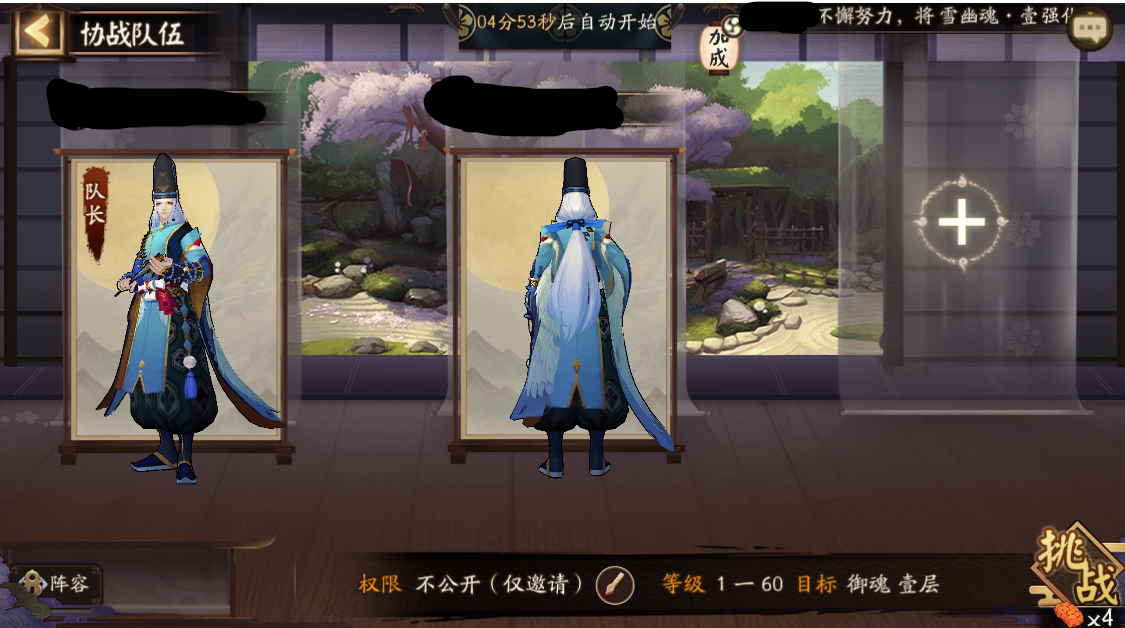 协战队伍
04分53秒后自动开始
加成
不懈努力，将雪幽魂·壹强化
队长
阵容
权限 不公开（仅邀请）
等级 1 一 60 目标 御魂 壹层
挑战
x4